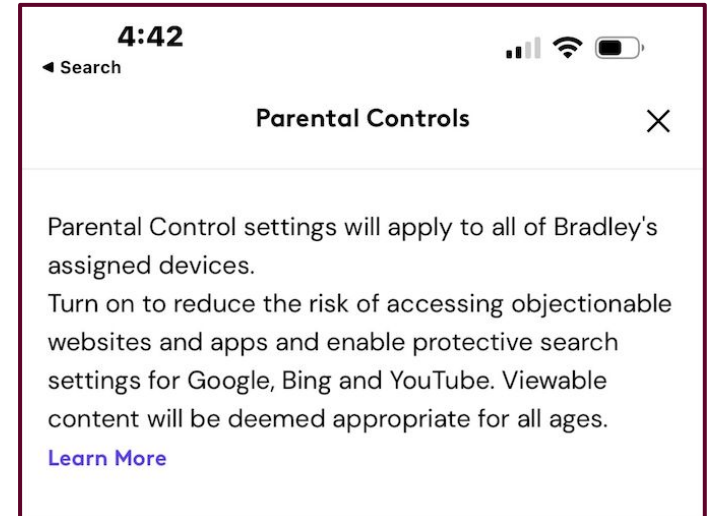 4:42
◀ Search
Parental Controls
Parental Control settings will apply to all of Bradley's
assigned devices.
Turn on to reduce the risk of accessing objectionable
websites and apps and enable protective search
settings for Google, Bing and YouTube. Viewable
content will be deemed appropriate for all ages.
Learn More